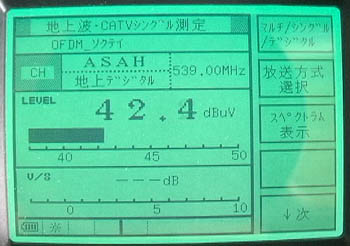 地上波・CATVシングル測定
OFDM_ソクテイ
CH
ASAH
地上デジタル
539.00MHz
LEVEL
42.4 dBuV
40 45 50
V/S
---dB
0 5 10
マルチ/シングル
/デジタル
放送方式
選択
スペクトラム
表示
↓次